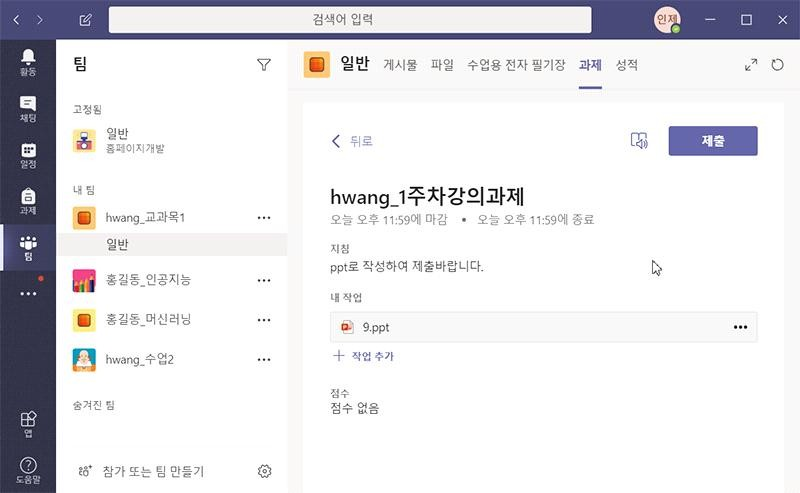 검색어 입력
인제
활동
채팅
일정
과제
팀
앱
도움말
팀
고정됨
일반
홈페이지개발
내 팀
hwang_교과목1
일반
홍길동_인공지능
홍길동_머신러닝
hwang_수업2
숨겨진 팀
참가 또는 팀 만들기
일반 게시물 파일 수업용 전자 필기장 과제 성적
뒤로
제출
hwang_1주차강의과제
오늘 오후 11:59에 마감 • 오늘 오후 11:59에 종료
지침
ppt로 작성하여 제출바랍니다.
내 작업
9.ppt
작업 추가
점수
점수 없음